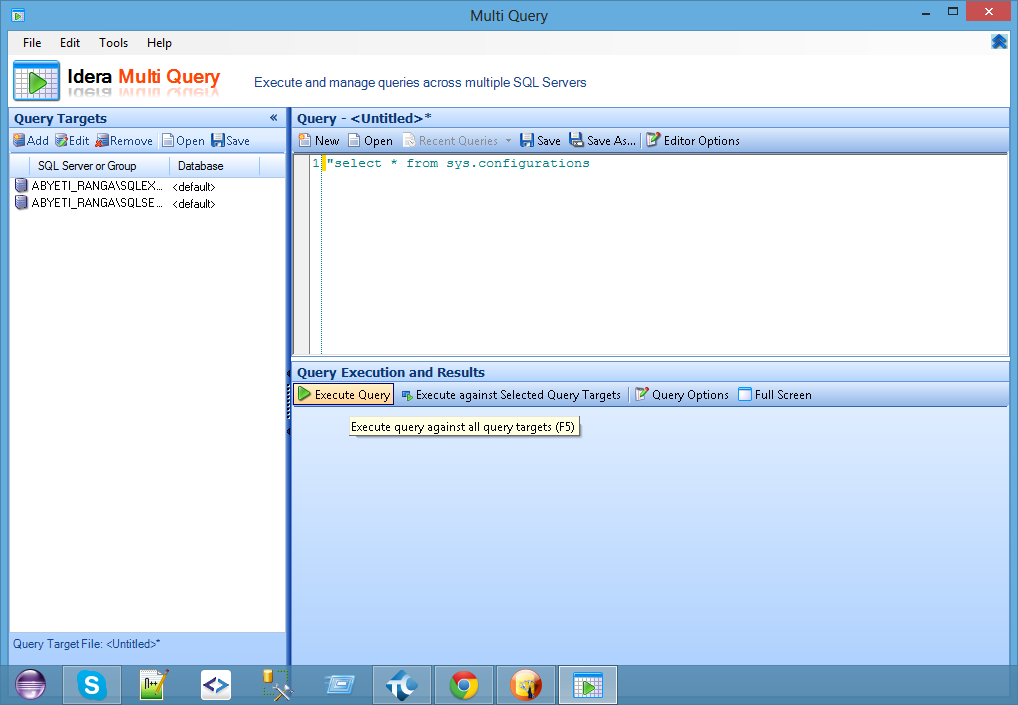 Multi Query
File Edit Tools Help
Idera Multi Query
Execute and manage queries across multiple SQL Servers
Query Targets «
Add Edit Remove Open Save
SQL Server or Group Database
ABYETI_RANGA\SQLEX... <default>
ABYETI_RANGA\SQLSE... <default>
Query Target File: <Untitled>*
Query - <Untitled>*
New Open Recent Queries Save Save As... Editor Options
1 "select * from sys.configurations
Query Execution and Results
Execute Query Execute against Selected Query Targets Query Options Full Screen
Execute query against all query targets (F5)